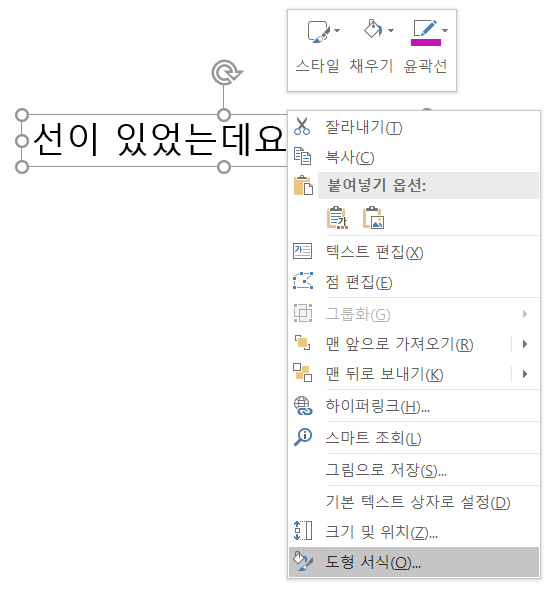 스타일 채우기 윤곽선
선이 있었는데요
잘라내기(T)
복사(C)
붙여넣기 옵션:
텍스트 편집(X)
점 편집(E)
그룹화(G)
맨 앞으로 가져오기(R)
맨 뒤로 보내기(K)
하이퍼링크(H)...
스마트 조회(L)
그림으로 저장(S)...
기본 텍스트 상자로 설정(D)
크기 및 위치(Z)...
도형 서식(O)...